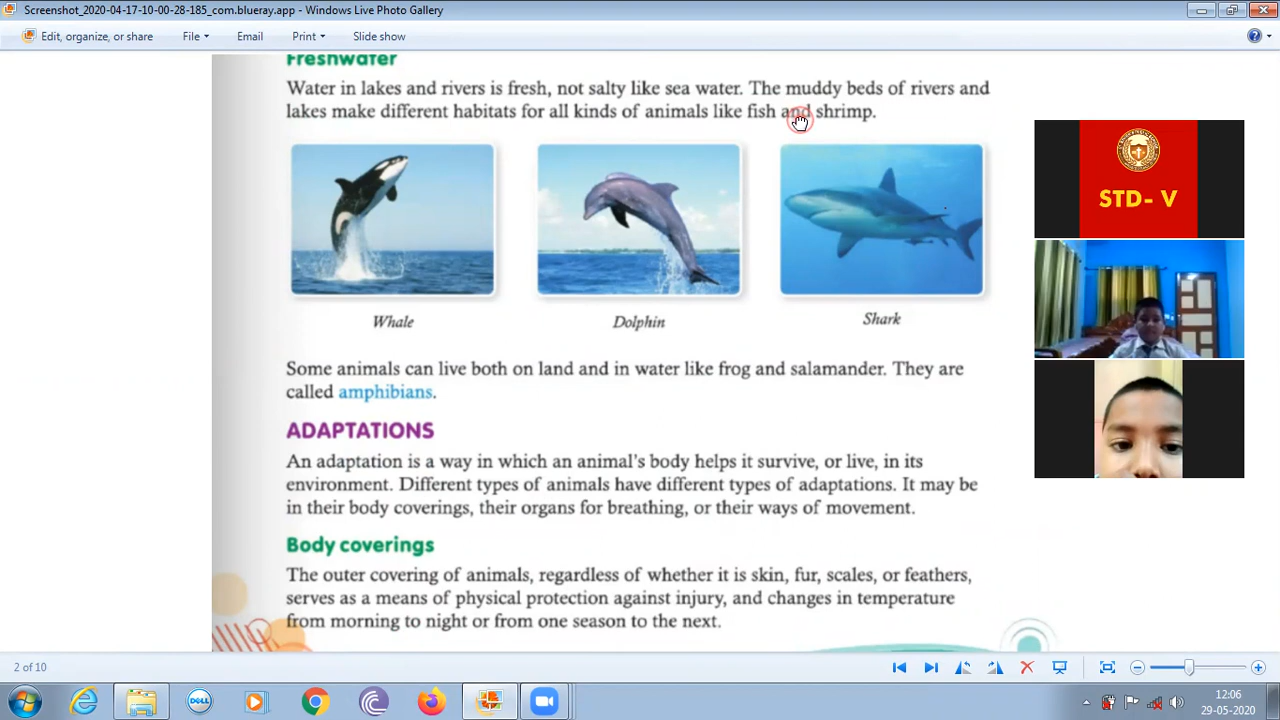 Screenshot_2020-04-17-10-00-28-185_com.blueray.app - Windows Live Photo Gallery
Edit, organize, or share File Email Print Slide show
Freshwater
Water in lakes and rivers is fresh, not salty like sea water. The muddy beds of rivers and
lakes make different habitats for all kinds of animals like fish and shrimp.
Whale Dolphin Shark
Some animals can live both on land and in water like frog and salamander. They are
called amphibians.
ADAPTATIONS
An adaptation is a way in which an animal's body helps it survive, or live, in its
environment. Different types of animals have different types of adaptations. It may be
in their body coverings, their organs for breathing, or their ways of movement.
Body coverings
The outer covering of animals, regardless of whether it is skin, fur, scales, or feathers,
serves as a means of physical protection against injury, and changes in temperature
from morning to night or from one season to the next.
STD- V
2 of 10
DELL
12:06
29-05-2020